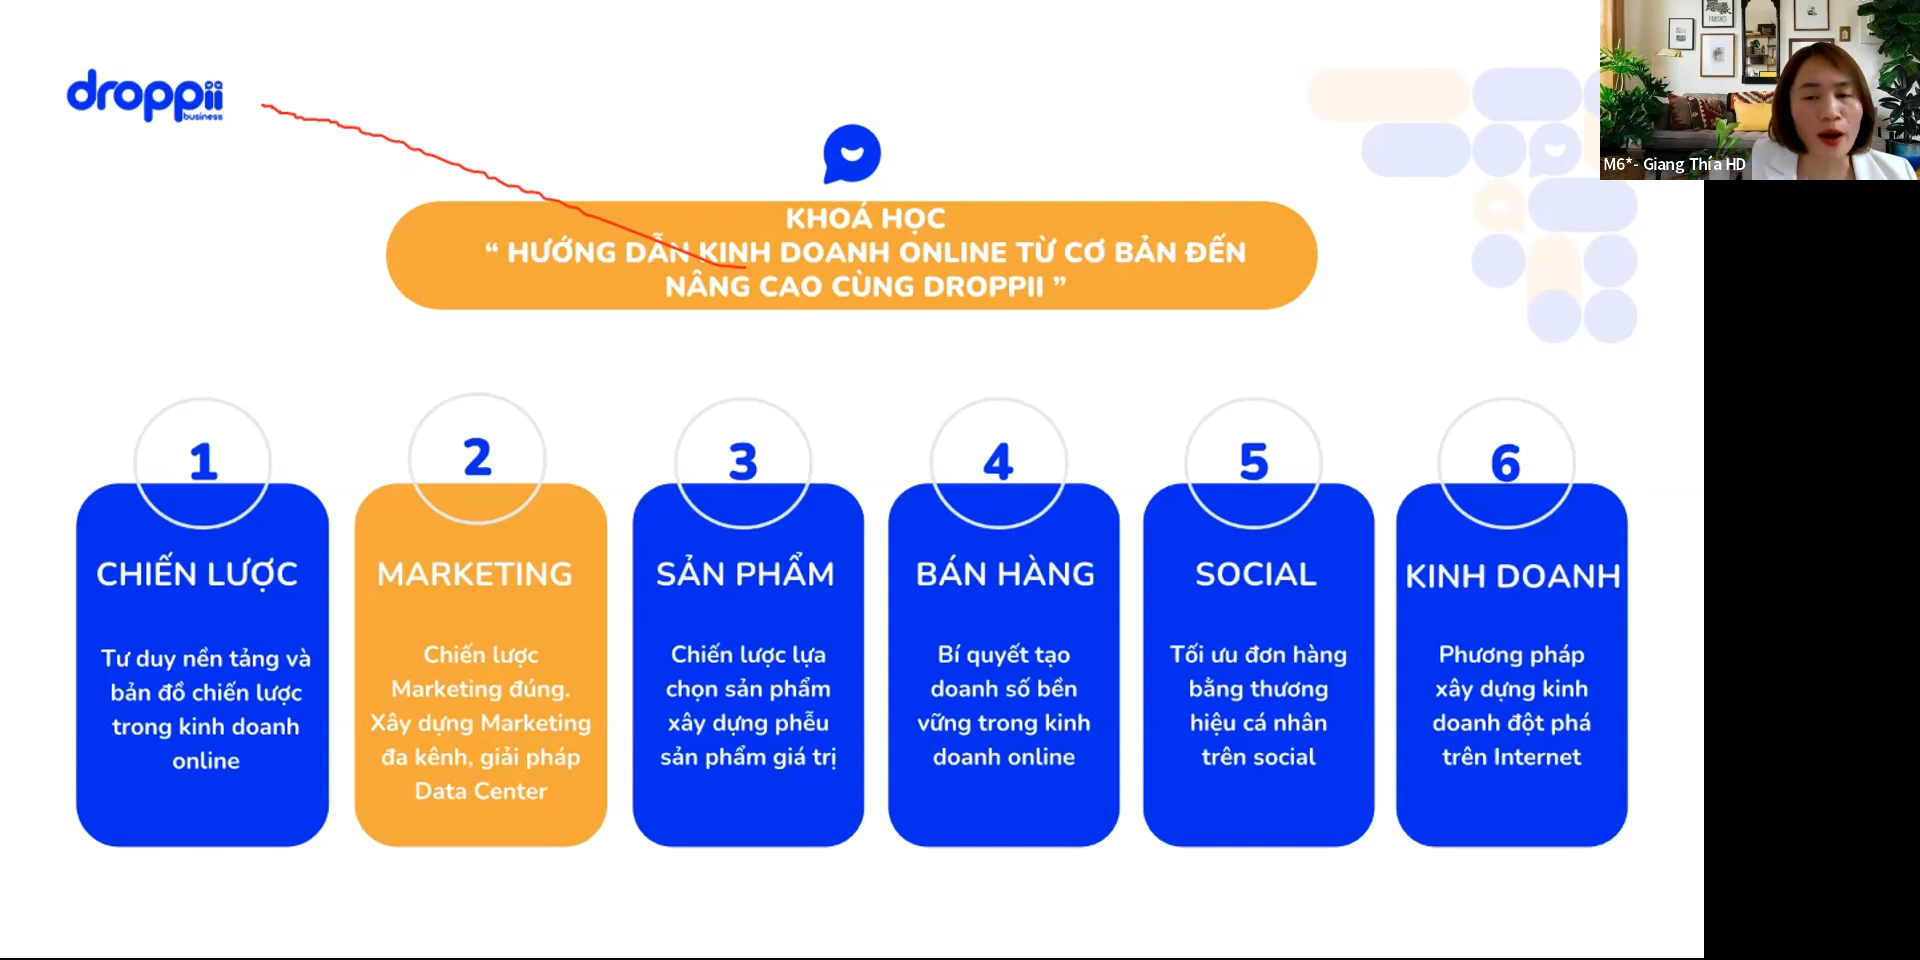 droppii
business
KHOÁ HỌC
“ HƯỚNG DẪN KINH DOANH ONLINE TỪ CƠ BẢN ĐẾN
NÂNG CAO CÙNG DROPPII ”
M6*- Giang Thía HD
1
CHIẾN LƯỢC
Tư duy nền tảng và
bản đồ chiến lược
trong kinh doanh
online
2
MARKETING
Chiến lược
Marketing đúng.
Xây dựng Marketing
đa kênh, giải pháp
Data Center
3
SẢN PHẨM
Chiến lược lựa
chọn sản phẩm
xây dựng phễu
sản phẩm giá trị
4
BÁN HÀNG
Bí quyết tạo
doanh số bền
vững trong kinh
doanh online
5
SOCIAL
Tối ưu đơn hàng
bằng thương
hiệu cá nhân
trên social
6
KINH DOANH
Phương pháp
xây dựng kinh
doanh đột phá
trên Internet